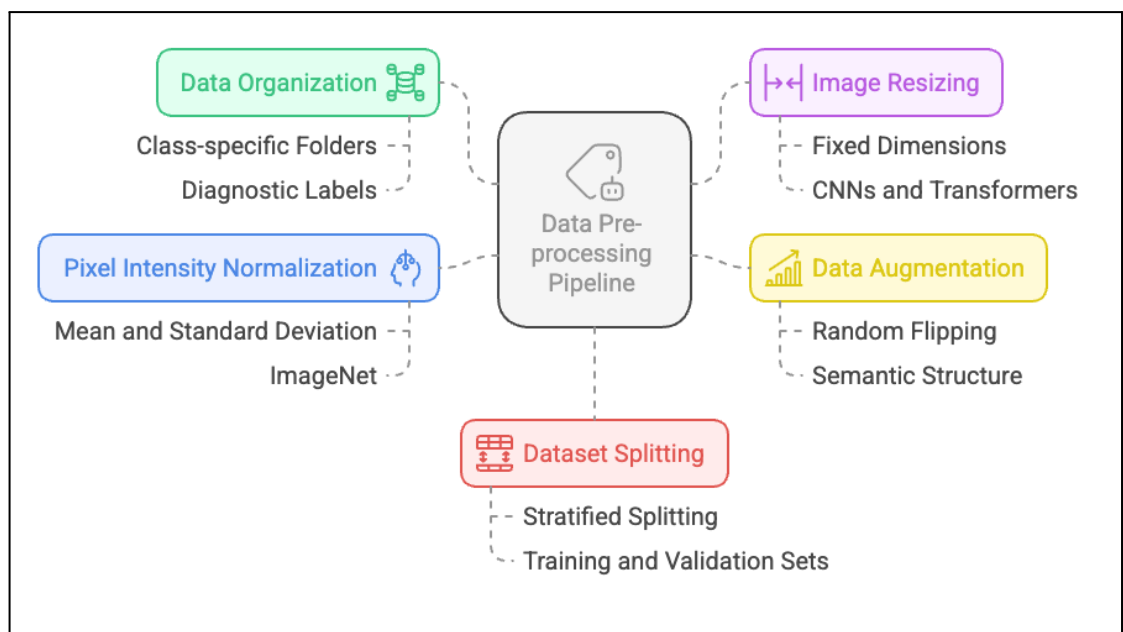 Data Organization
Class-specific Folders
Diagnostic Labels
Pixel Intensity Normalization
Mean and Standard Deviation
ImageNet
Data Pre-
processing
Pipeline
Image Resizing
Fixed Dimensions
CNNs and Transformers
Data Augmentation
Random Flipping
Semantic Structure
Dataset Splitting
Stratified Splitting
Training and Validation Sets